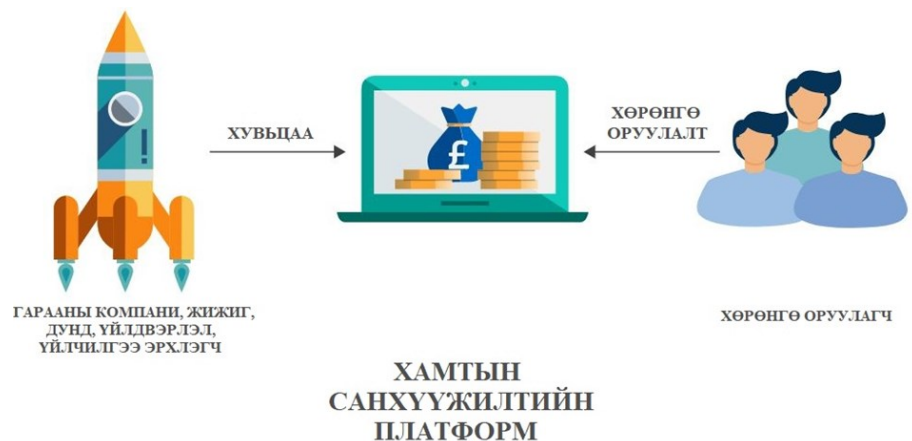 ХУВЬЦАА
ХӨРӨНГӨ
ОРУУЛАЛТ
£
ГАРААНЫ КОМПАНИ, ЖИЖИГ,
ДУНД, ҮЙЛДВЭРЛЭЛ,
ҮЙЛЧИЛГЭЭ ЭРХЛЭГЧ
ХӨРӨНГӨ ОРУУЛАГЧ
ХАМТЫН
САНХҮҮЖИЛТИЙН
ПЛАТФОРМ